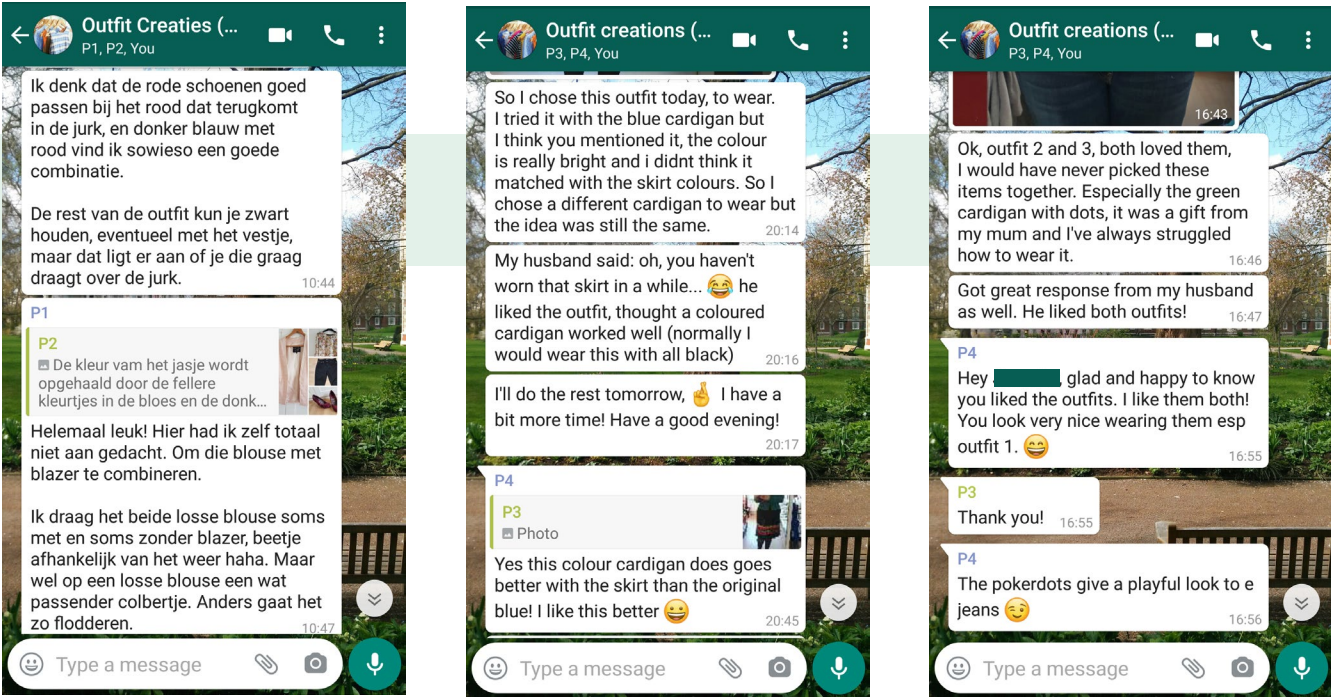 Outfit Creaties (...
P1, P2, You
Ik denk dat de rode schoenen goed
passen bij het rood dat terugkomt
in de jurk, en donker blauw met
rood vind ik sowieso een goede
combinatie.
De rest van de outfit kun je zwart
houden, eventueel met het vestje,
maar dat ligt er aan of je die graag
draagt over de jurk.
10:44
P1
P2
De kleur vam het jasje wordt
opgehaald door de fellere
kleurtjes in de bloes en de donk...
Helemaal leuk! Hier had ik zelf totaal
niet aan gedacht. Om die blouse met
blazer te combineren.
Ik draag het beide losse blouse soms
met en soms zonder blazer, beetje
afhankelijk van het weer haha. Maar
wel op een losse blouse een wat
passender colbertje. Anders gaat het
zo flodderen.
10:47
Type a message
Outfit creations (...
P3, P4, You
So I chose this outfit today, to wear.
I tried it with the blue cardigan but
I think you mentioned it, the colour
is really bright and i didnt think it
matched with the skirt colours. So I
chose a different cardigan to wear but
the idea was still the same.
20:14
My husband said: oh, you haven't
worn that skirt in a while... 😂 he
liked the outfit, thought a coloured
cardigan worked well (normally I
would wear this with all black)
20:16
I'll do the rest tomorrow, 🤞 I have a
bit more time! Have a good evening!
20:17
P4
P3
Photo
Yes this colour cardigan does goes
better with the skirt than the original
blue! I like this better 😀
20:45
Type a message
Outfit creations (...
P3, P4, You
16:43
Ok, outfit 2 and 3, both loved them,
I would have never picked these
items together. Especially the green
cardigan with dots, it was a gift from
my mum and I've always struggled
how to wear it.
16:46
Got great response from my husband
as well. He liked both outfits!
16:47
P4
Hey , glad and happy to know
you liked the outfits. I like them both!
You look very nice wearing them esp
outfit 1. 😄
16:55
P3
Thank you!
16:55
P4
The pokerdots give a playful look to e
jeans 😉
16:56
Type a message